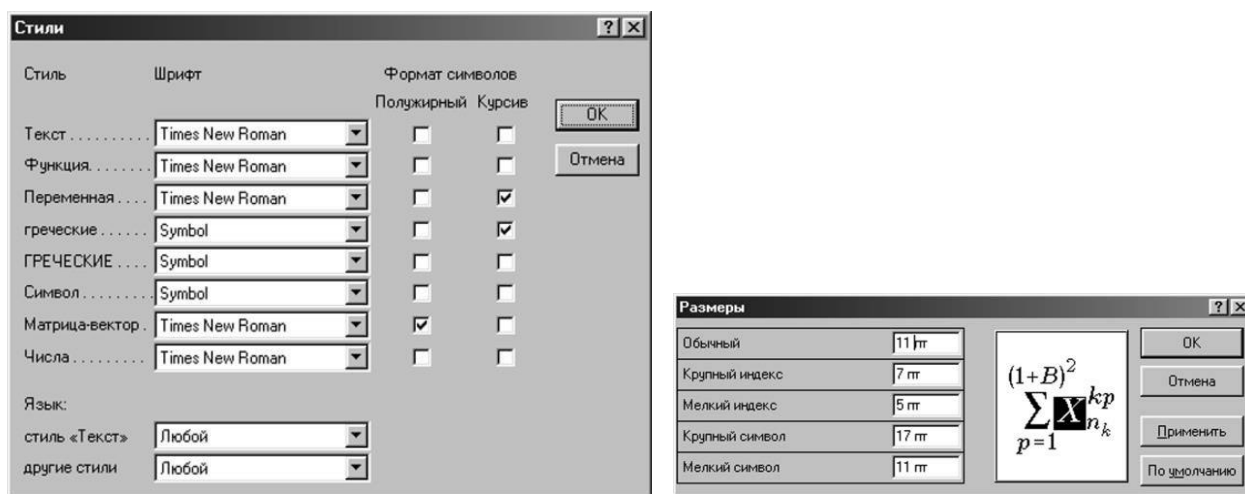 Стили
Стиль Шрифт Формат символов
Полужирный Курсив
OK
Текст . . . . . . . . . . Times New Roman
Функция. . . . . . . . Times New Roman
Отмена
Переменная . . . . Times New Roman
греческие . . . . . . Symbol
ГРЕЧЕСКИЕ . . . . Symbol
Символ . . . . . . . . . Symbol
Матрица-вектор . Times New Roman
Числа . . . . . . . . . Times New Roman
Язык:
стиль «Текст» Любой
другие стили Любой
Размеры
Обычный 11 пт
Крупный индекс 7 пт
Мелкий индекс 5 пт
Крупный символ 17 пт
Мелкий символ 11 пт
(1+B)²
∑ X kp
n k
p=1
OK
Отмена
Применить
По умолчанию